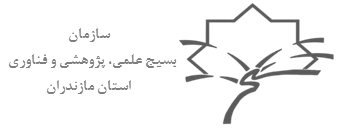 سازمان
بسیج علمی، پژوهشی و فناوری
استان مازندران